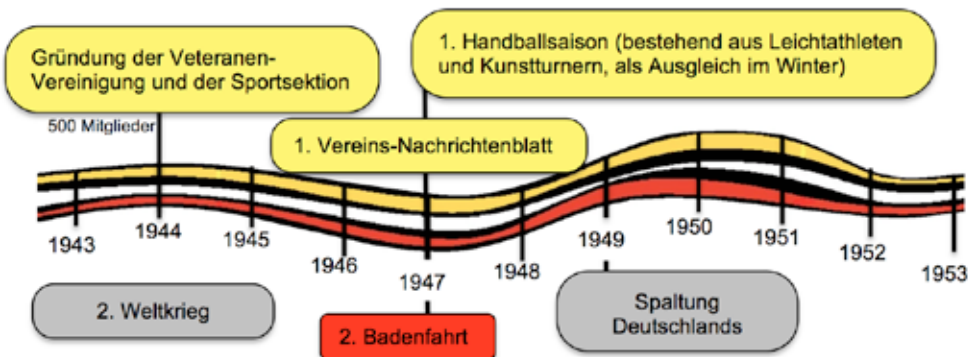 Gründung der Veteranen-
Vereinigung und der Sportsektion
1. Handballsaison (bestehend aus Leichtathleten
und Kunstturnern, als Ausgleich im Winter)
500 Mitglieder
1. Vereins-Nachrichtenblatt
1943
1944
1945
1946
1947
1948
1949
1950
1951
1952
1953
2. Weltkrieg
2. Badenfahrt
Spaltung
Deutschlands